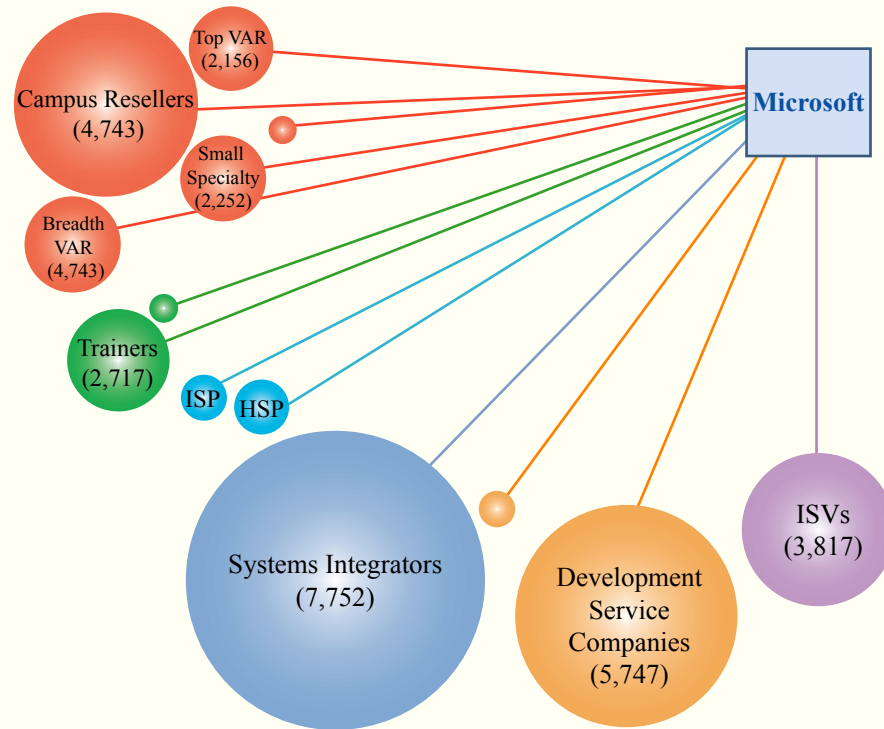 Top VAR
(2,156)
Microsoft
Campus Resellers
(4,743)
Small
Specialty
(2,252)
Breadth
VAR
(4,743)
Trainers
(2,717)
ISP
HSP
Systems Integrators
(7,752)
Development
Service
Companies
(5,747)
ISVs
(3,817)